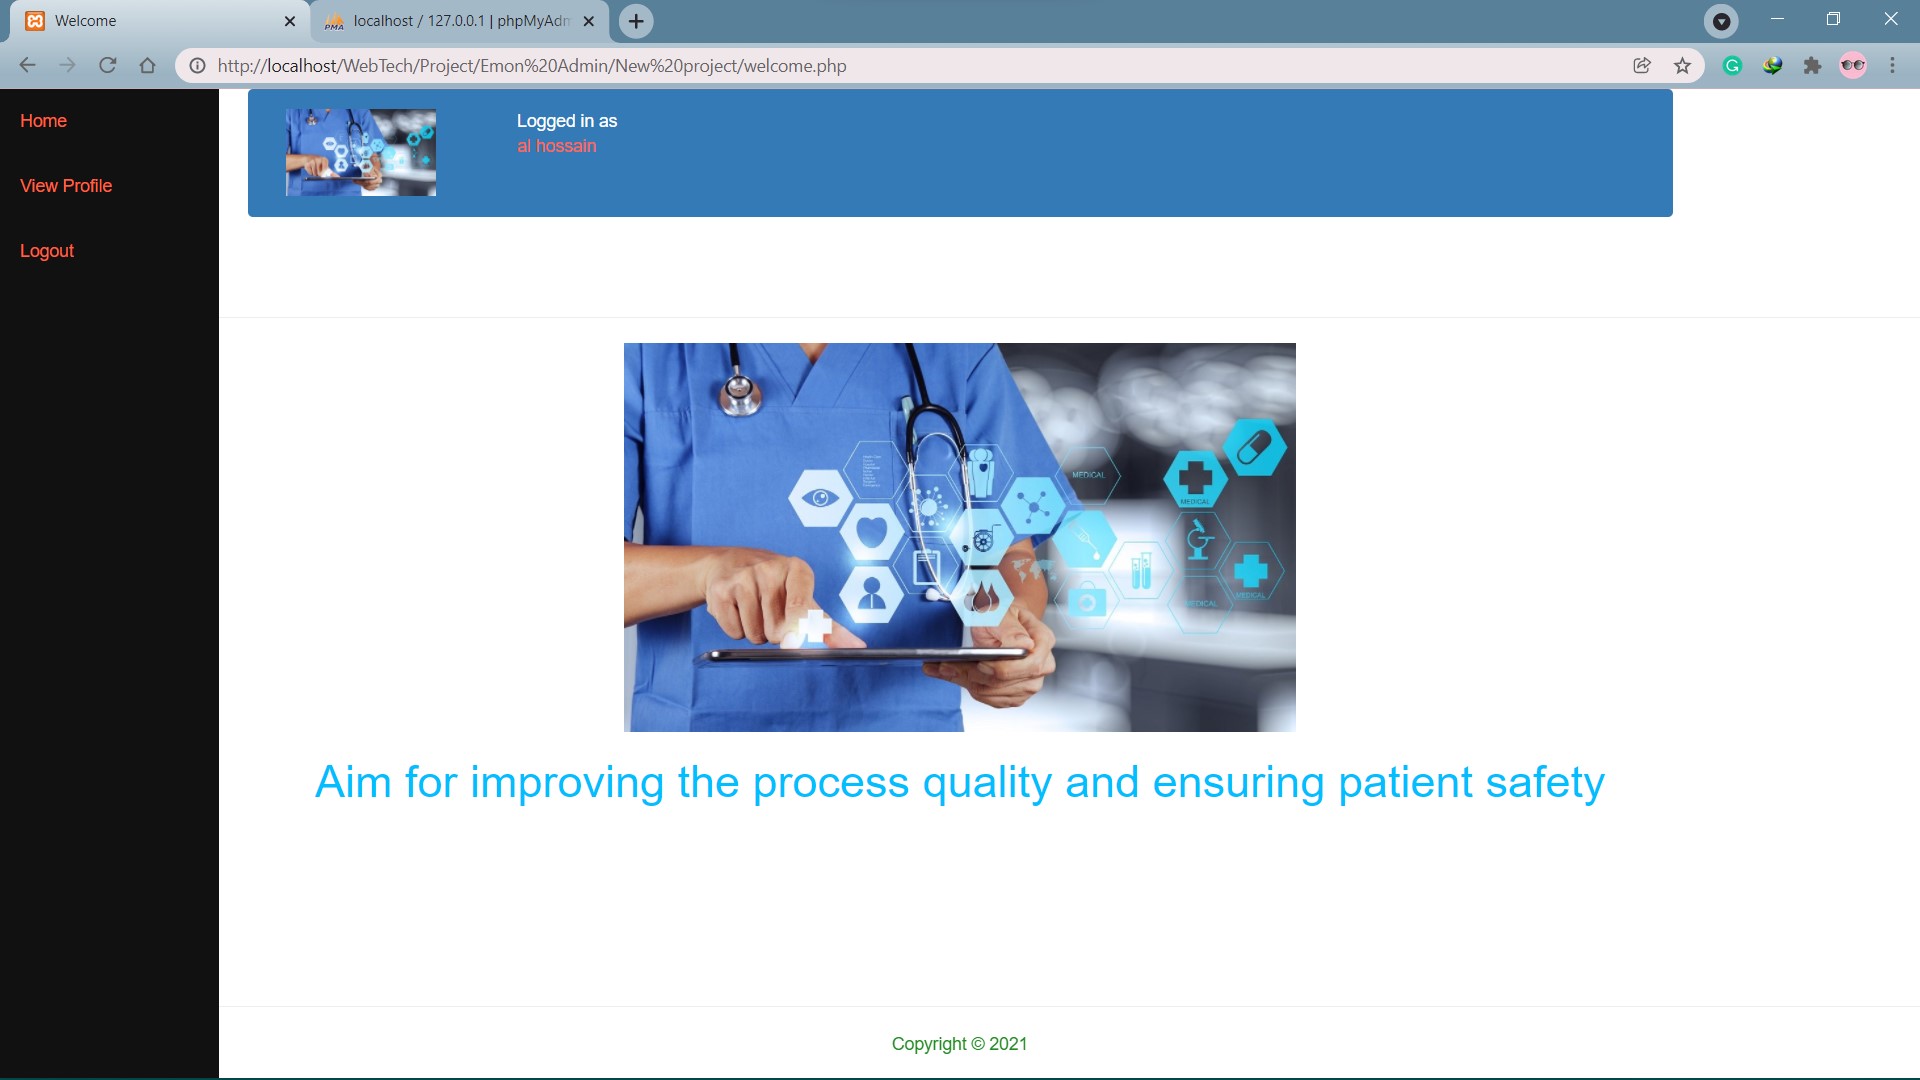 Welcome
localhost / 127.0.0.1 | phpMyAdm
http://localhost/WebTech/Project/Emon%20Admin/New%20project/welcome.php
Home
View Profile
Logout
Logged in as
al hossain
MEDICAL
MEDICAL
MEDICAL
MEDICAL
Aim for improving the process quality and ensuring patient safety
Copyright © 2021